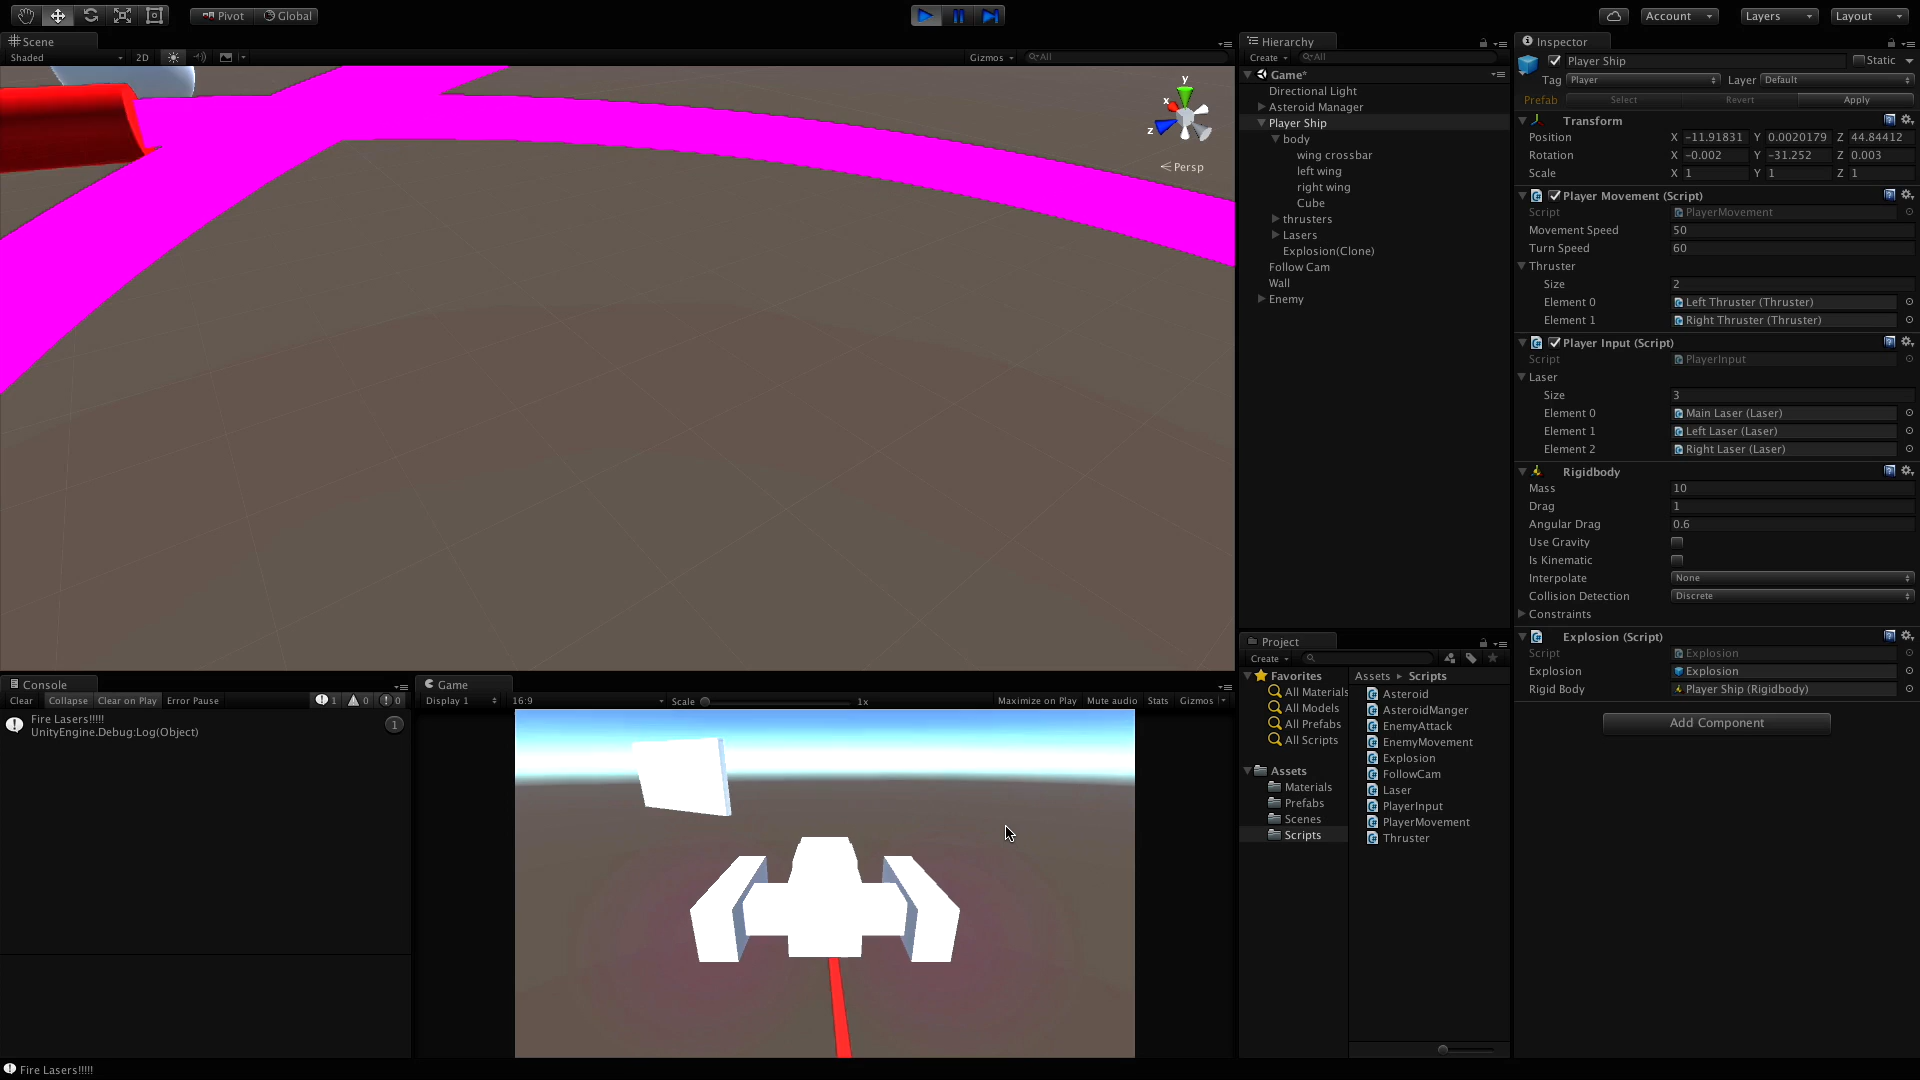 Pivot Global Account Layers Layout
Scene
Shaded 2D Gizmos All
y
x
z
Persp
Console
Clear Collapse Clear on Play Error Pause 1 0 0
Fire Lasers!!!!!
UnityEngine.Debug:Log(Object)
1
Game
Display 1 16:9 Scale 1x Maximize on Play Mute audio Stats Gizmos
Hierarchy
Create All
Game*
Directional Light
Asteroid Manager
Player Ship
body
wing crossbar
left wing
right wing
Cube
thrusters
Lasers
Explosion(Clone)
Follow Cam
Wall
Enemy
Project
Create
Favorites
All Materials
All Models
All Prefabs
All Scripts
Assets
Materials
Prefabs
Scenes
Scripts
Assets Scripts
Asteroid
AsteroidManger
EnemyAttack
EnemyMovement
Explosion
FollowCam
Laser
PlayerInput
PlayerMovement
Thruster
Inspector
Player Ship Static
Tag Player Layer Default
Prefab Select Revert Apply
Transform
Position X -11.91831 Y 0.0020179 Z 44.84412
Rotation X -0.002 Y -31.252 Z 0.003
Scale X 1 Y 1 Z 1
Player Movement (Script)
Script PlayerMovement
Movement Speed 50
Turn Speed 60
Thruster
Size 2
Element 0 Left Thruster (Thruster)
Element 1 Right Thruster (Thruster)
Player Input (Script)
Script PlayerInput
Laser
Size 3
Element 0 Main Laser (Laser)
Element 1 Left Laser (Laser)
Element 2 Right Laser (Laser)
Rigidbody
Mass 10
Drag 1
Angular Drag 0.6
Use Gravity
Is Kinematic
Interpolate None
Collision Detection Discrete
Constraints
Explosion (Script)
Script Explosion
Explosion Explosion
Rigid Body Player Ship (Rigidbody)
Add Component
Fire Lasers!!!!!